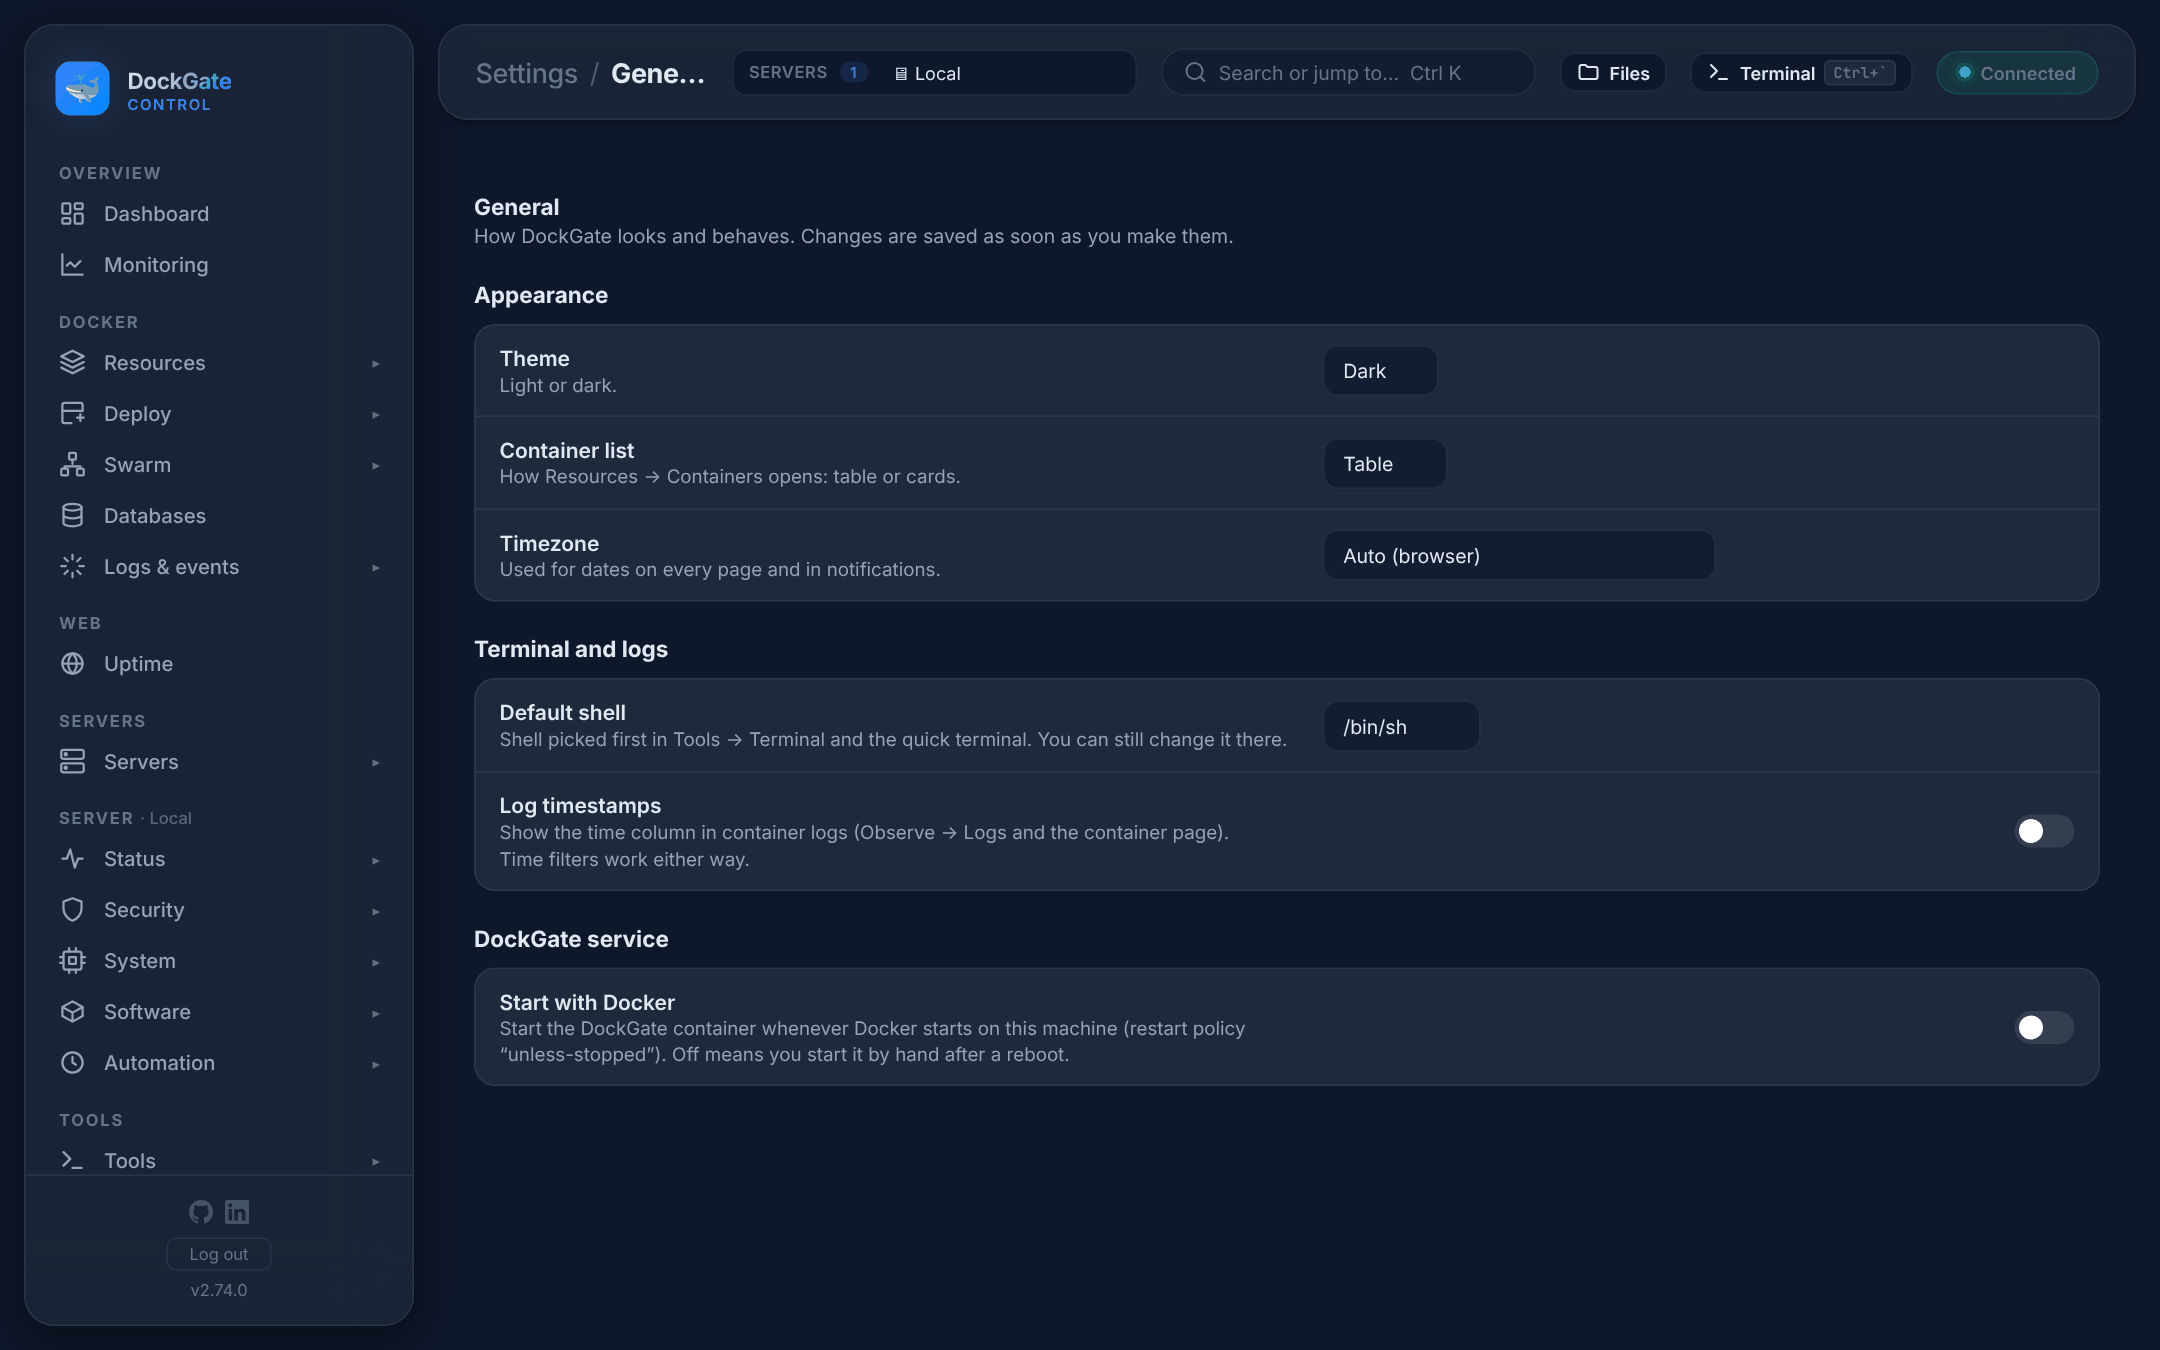 DockGate
CONTROL
OVERVIEW
Dashboard
Monitoring
DOCKER
Resources
Deploy
Swarm
Databases
Logs & events
WEB
Uptime
SERVERS
Servers
SERVER · Local
Status
Security
System
Software
Automation
TOOLS
Tools
Log out
v2.74.0
Settings / Gene...
SERVERS 1 Local
Search or jump to... Ctrl K
Files
Terminal Ctrl+`
Connected
General
How DockGate looks and behaves. Changes are saved as soon as you make them.
Appearance
Theme
Light or dark.
Dark
Container list
How Resources → Containers opens: table or cards.
Table
Timezone
Used for dates on every page and in notifications.
Auto (browser)
Terminal and logs
Default shell
Shell picked first in Tools → Terminal and the quick terminal. You can still change it there.
/bin/sh
Log timestamps
Show the time column in container logs (Observe → Logs and the container page).
Time filters work either way.
DockGate service
Start with Docker
Start the DockGate container whenever Docker starts on this machine (restart policy
“unless-stopped”). Off means you start it by hand after a reboot.